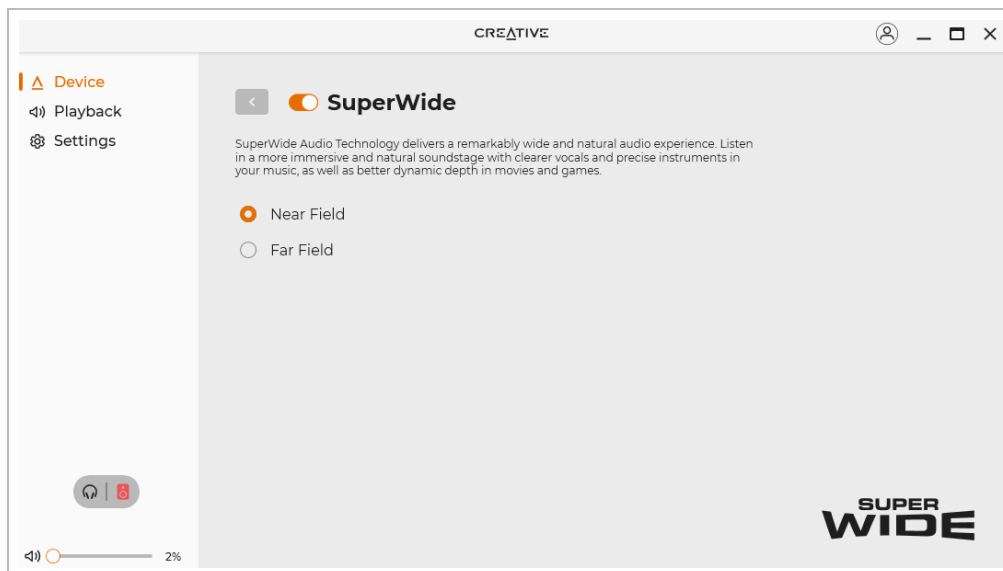 CREATIVE
Device
Playback
Settings
SuperWide
SuperWide Audio Technology delivers a remarkably wide and natural audio experience. Listen
in a more immersive and natural soundstage with clearer vocals and precise instruments in
your music, as well as better dynamic depth in movies and games.
Near Field
Far Field
SUPER
WIDE
2%